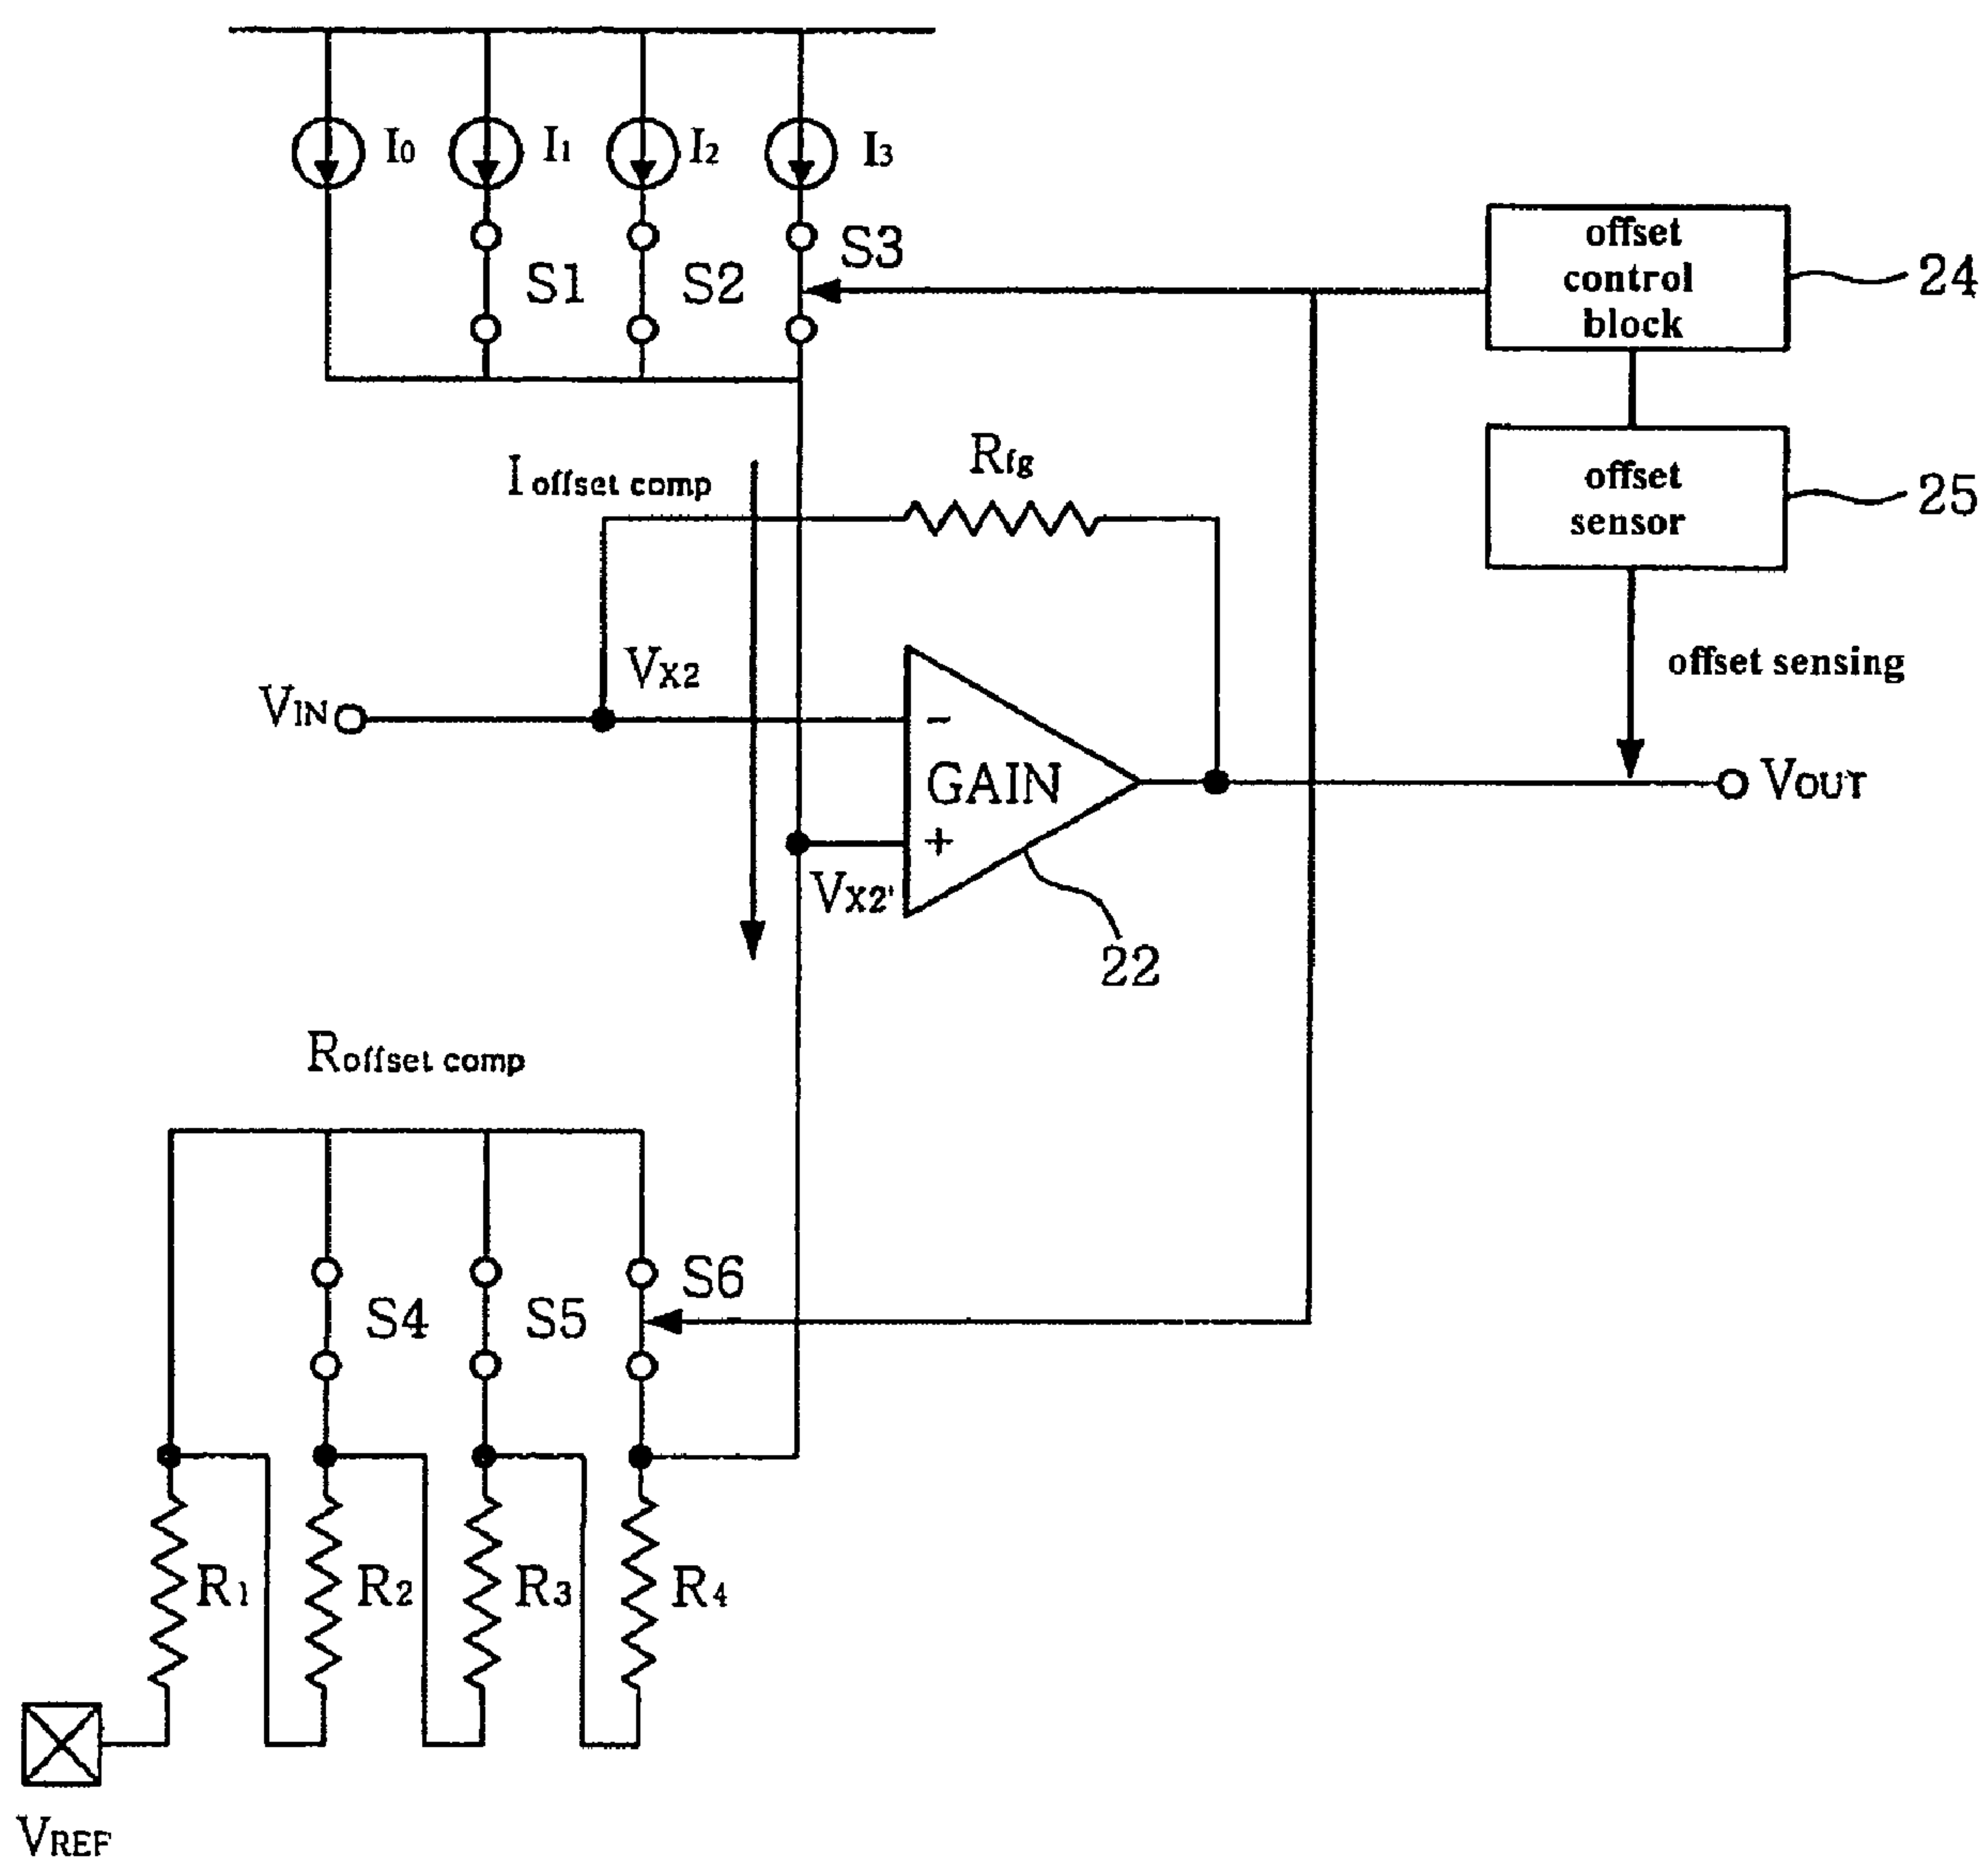 I0
I1
I2
I3
S1
S2
S3
offset
control
block
24
offset
sensor
25
Ioffset comp
Rfg
offset sensing
VX2
VIN
-
GAIN
+
VOUT
VX2'
22
Roffset comp
S4
S5
S6
R1
R2
R3
R4
VREF